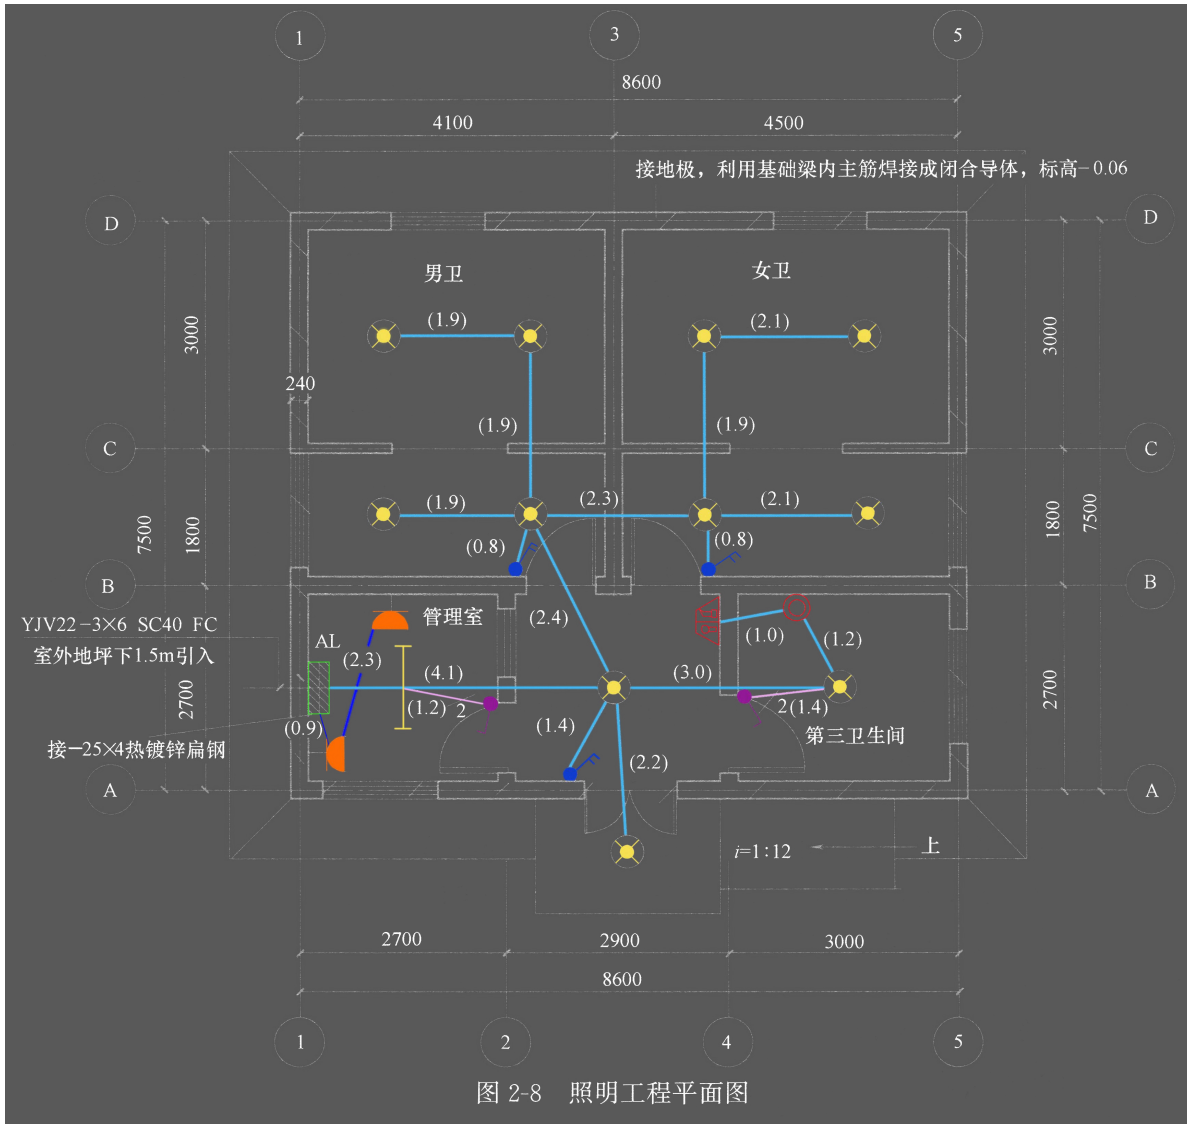 1
3
5
8600
4100
4500
接地极，利用基础梁内主筋焊接成闭合导体，标高-0.06
D
D
男卫
女卫
3000
(1.9)
(2.1)
3000
240
(1.9)
(1.9)
C
C
7500
1800
(1.9)
(2.3)
(2.1)
1800
7500
(0.8)
(0.8)
B
B
YJV22-3×6 SC40 FC
室外地坪下1.5m引入
AL
管理室
(2.3)
(2.4)
(1.0)
(1.2)
(4.1)
(3.0)
2700
(1.2)
2
2(1.4)
2700
(0.9)
(1.4)
第三卫生间
接-25×4热镀锌扁钢
(2.2)
A
A
i=1:12
上
2700
2900
3000
8600
1
2
4
5
图 2-8 照明工程平面图